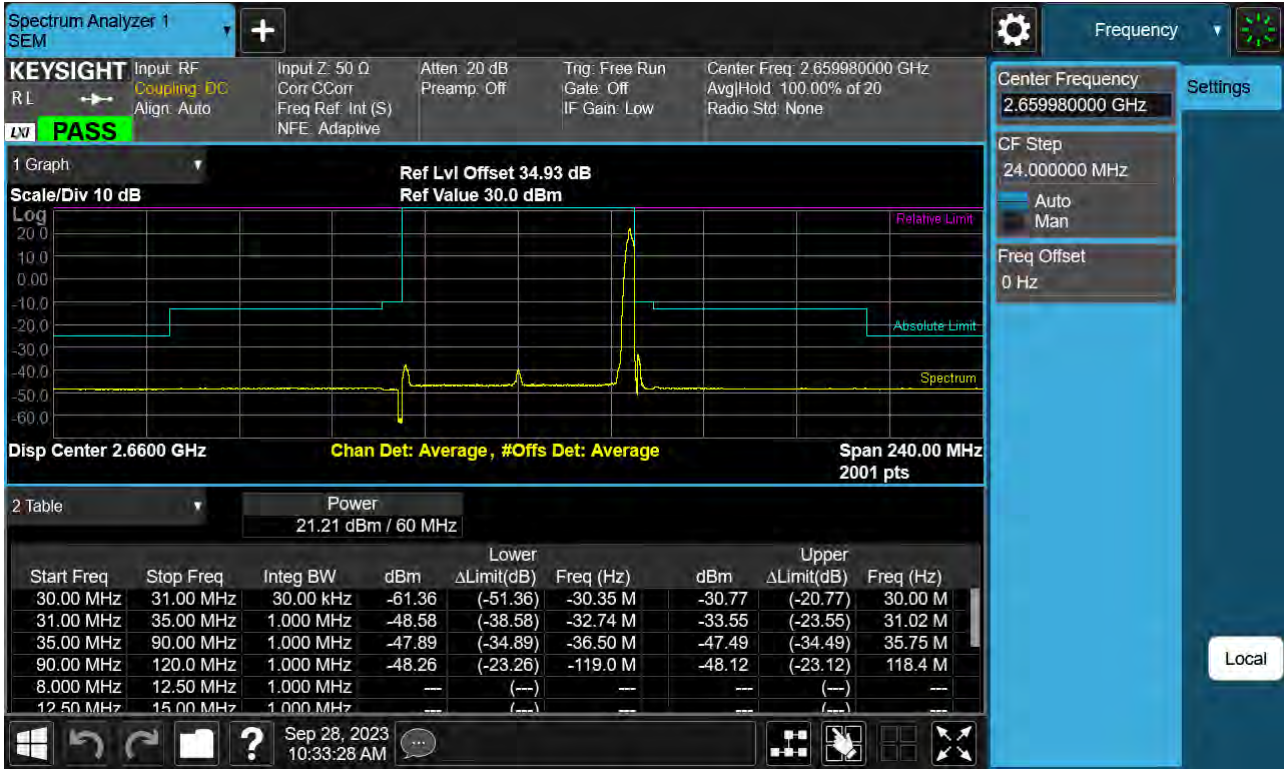 Spectrum Analyzer 1
SEM
Frequency
KEYSIGHT
RL
LXI
PASS
Input: RF
Coupling: DC
Align: Auto
Input Z: 50 Ω
Corr CCorr
Freq Ref: Int (S)
NFE: Adaptive
Atten: 20 dB
Preamp: Off
Trig: Free Run
Gate: Off
IF Gain: Low
Center Freq: 2.659980000 GHz
Avg|Hold: 100.00% of 20
Radio Std: None
Center Frequency
2.659980000 GHz
Settings
CF Step
24.000000 MHz
Auto
Man
Freq Offset
0 Hz
Local
1 Graph
Scale/Div 10 dB
Ref Lvl Offset 34.93 dB
Ref Value 30.0 dBm
Log
20.0
10.0
0.00
-10.0
-20.0
-30.0
-40.0
-50.0
-60.0
Relative Limit
Absolute Limit
Spectrum
Disp Center 2.6600 GHz
Chan Det: Average , #Offs Det: Average
Span 240.00 MHz
2001 pts
2 Table
Power
21.21 dBm / 60 MHz
Lower Upper
Start Freq Stop Freq Integ BW dBm ΔLimit(dB) Freq (Hz) dBm ΔLimit(dB) Freq (Hz)
30.00 MHz 31.00 MHz 30.00 kHz -61.36 (-51.36) -30.35 M -30.77 (-20.77) 30.00 M
31.00 MHz 35.00 MHz 1.000 MHz -48.58 (-38.58) -32.74 M -33.55 (-23.55) 31.02 M
35.00 MHz 90.00 MHz 1.000 MHz -47.89 (-34.89) -36.50 M -47.49 (-34.49) 35.75 M
90.00 MHz 120.0 MHz 1.000 MHz -48.26 (-23.26) -119.0 M -48.12 (-23.12) 118.4 M
8.000 MHz 12.50 MHz 1.000 MHz --- (---) --- --- (---) ---
12.50 MHz 15.00 MHz 1.000 MHz --- (---) --- --- (---) ---
?
Sep 28, 2023
10:33:28 AM